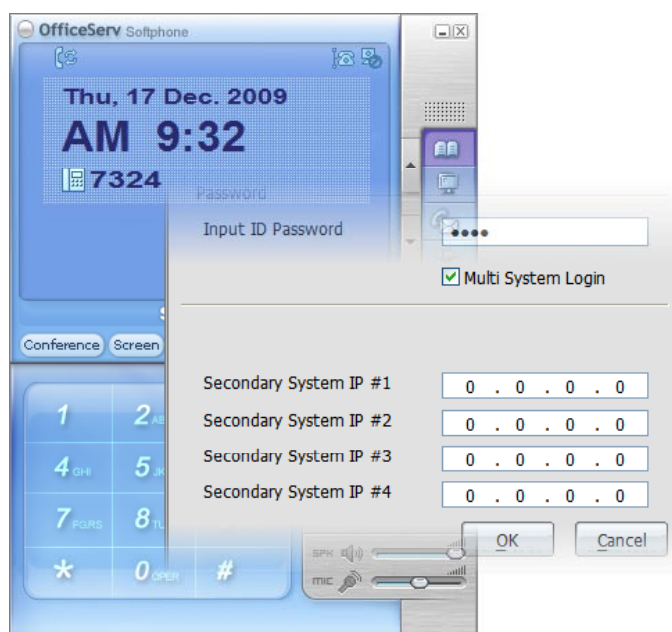 OfficeServ Softphone
Thu, 17 Dec. 2009
AM 9:32
7324
Password
Input ID Password
••••
Multi System Login
Conference Screen
Secondary System IP #1 0 . 0 . 0 . 0
Secondary System IP #2 0 . 0 . 0 . 0
Secondary System IP #3 0 . 0 . 0 . 0
Secondary System IP #4 0 . 0 . 0 . 0
OK Cancel
1 2
4 GHI 5
7 PQRS 8
* 0 OPER #
SPK
MIC